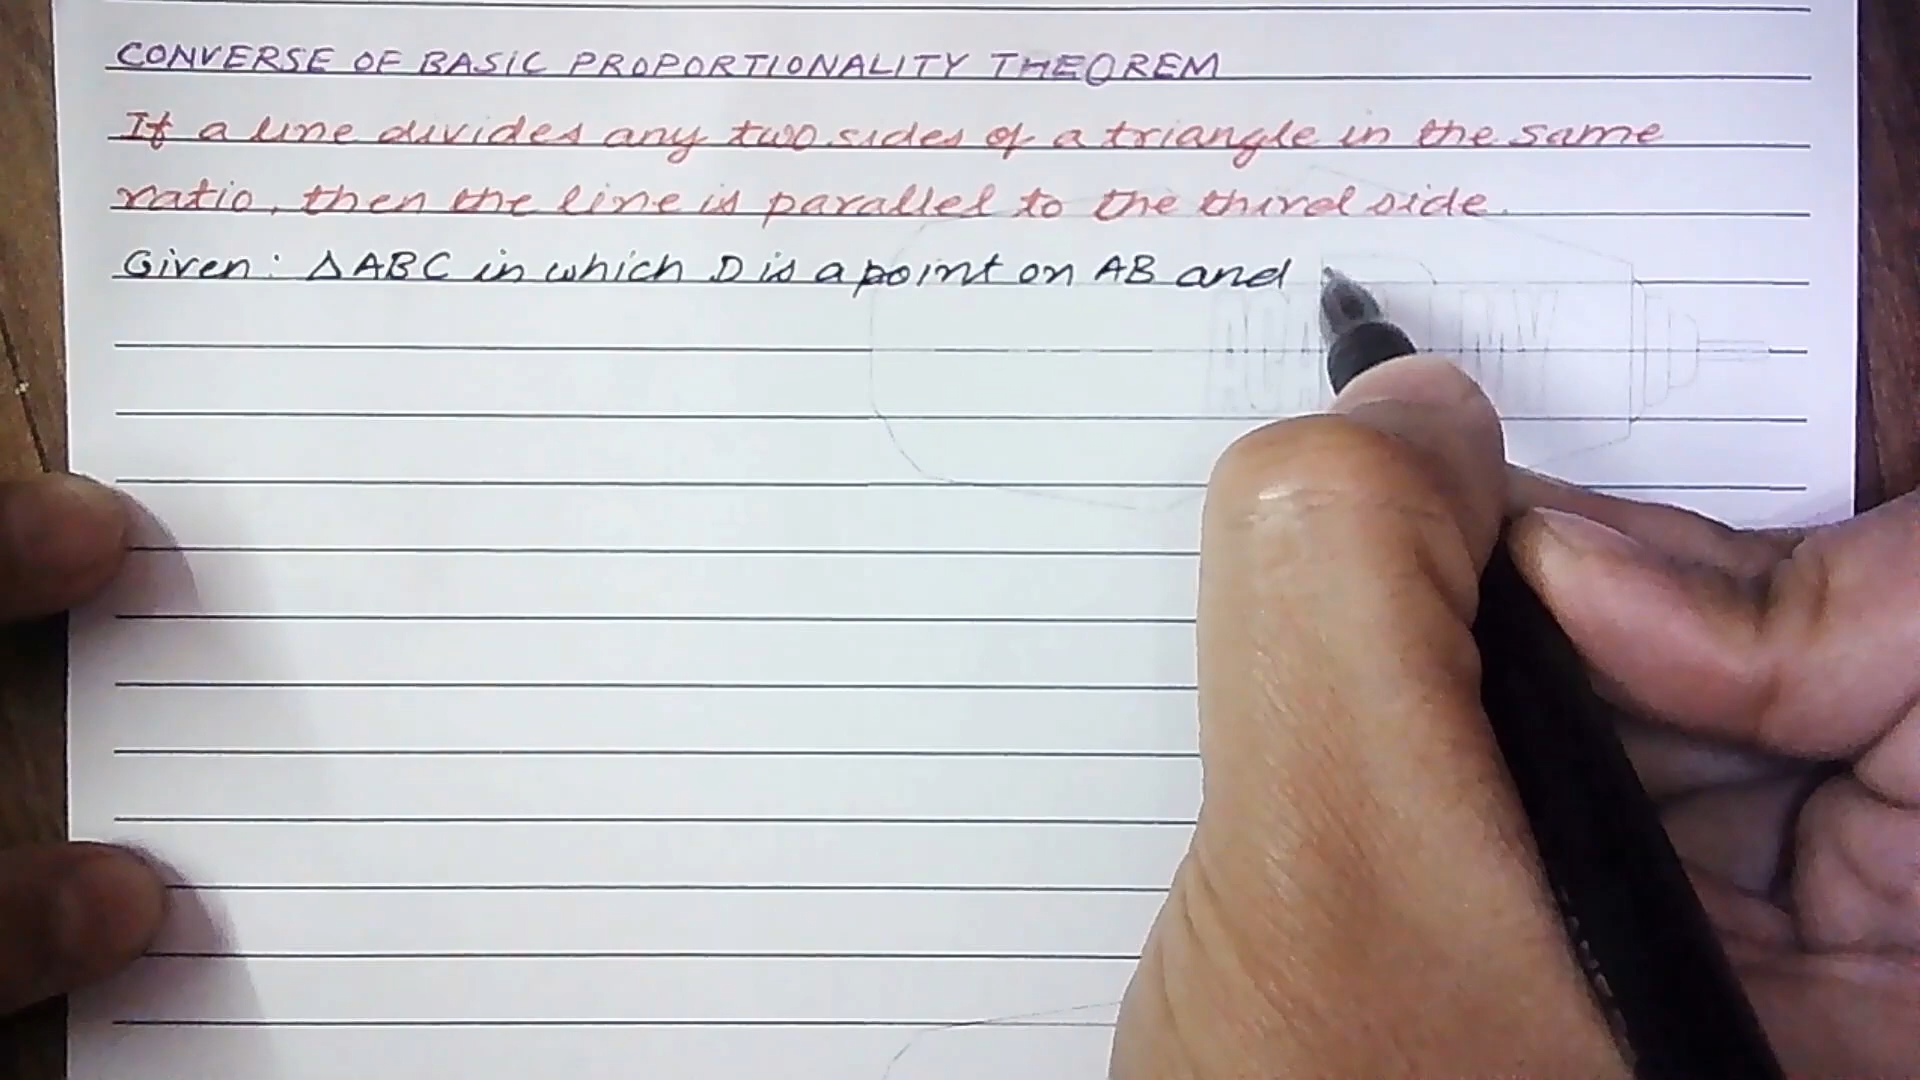 CONVERSE OF BASIC PROPORTIONALITY THEOREM
If a line divides any two sides of a triangle in the same
ratio, then the line is parallel to the third side.
Given: △ABC in which D is a point on AB and